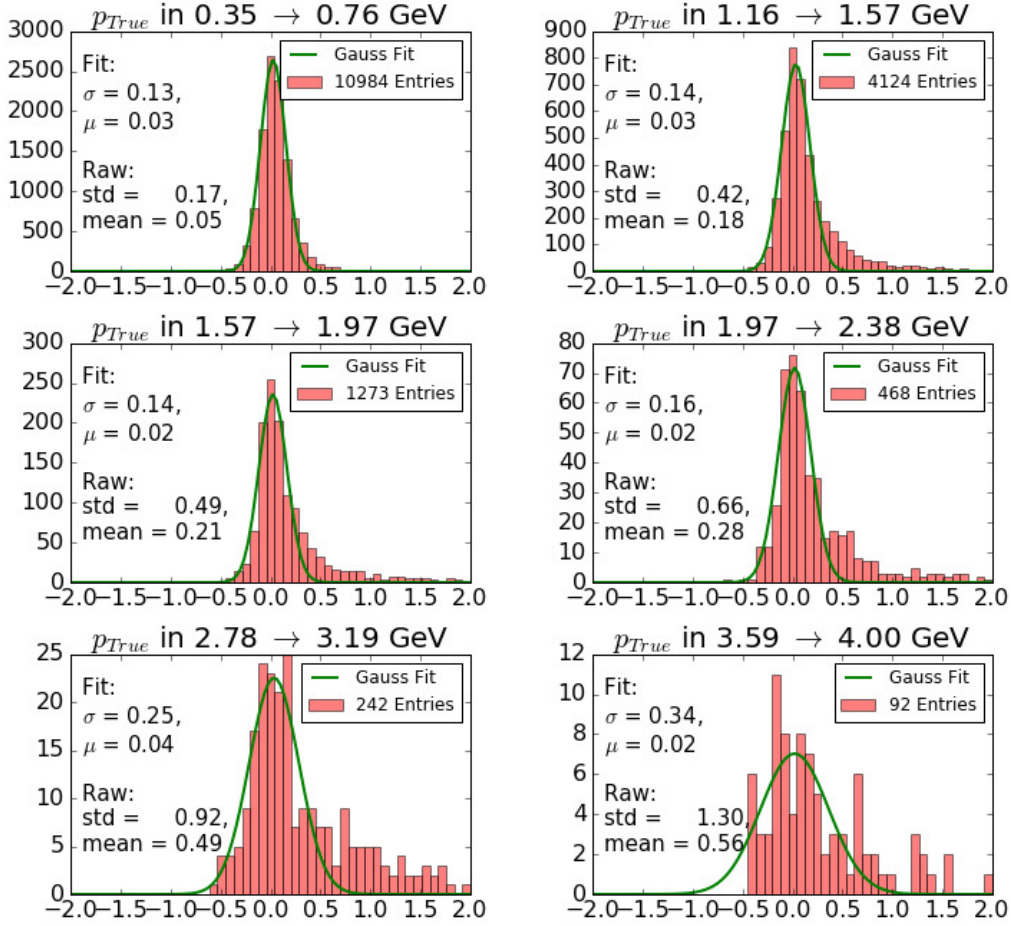 p_True in 0.35 → 0.76 GeV
3000
2500
2000
1500
1000
500
0
Fit:
σ = 0.13,
μ = 0.03
Raw:
std = 0.17,
mean = 0.05
Gauss Fit
10984 Entries
−2.0 −1.5 −1.0 −0.5 0.0 0.5 1.0 1.5 2.0
p_True in 1.16 → 1.57 GeV
900
800
700
600
500
400
300
200
100
0
Fit:
σ = 0.14,
μ = 0.03
Raw:
std = 0.42,
mean = 0.18
Gauss Fit
4124 Entries
−2.0 −1.5 −1.0 −0.5 0.0 0.5 1.0 1.5 2.0
p_True in 1.57 → 1.97 GeV
300
250
200
150
100
50
0
Fit:
σ = 0.14,
μ = 0.02
Raw:
std = 0.49,
mean = 0.21
Gauss Fit
1273 Entries
−2.0 −1.5 −1.0 −0.5 0.0 0.5 1.0 1.5 2.0
p_True in 1.97 → 2.38 GeV
80
70
60
50
40
30
20
10
0
Fit:
σ = 0.16,
μ = 0.02
Raw:
std = 0.66,
mean = 0.28
Gauss Fit
468 Entries
−2.0 −1.5 −1.0 −0.5 0.0 0.5 1.0 1.5 2.0
p_True in 2.78 → 3.19 GeV
25
20
15
10
5
0
Fit:
σ = 0.25,
μ = 0.04
Raw:
std = 0.92,
mean = 0.49
Gauss Fit
242 Entries
−2.0 −1.5 −1.0 −0.5 0.0 0.5 1.0 1.5 2.0
p_True in 3.59 → 4.00 GeV
12
10
8
6
4
2
0
Fit:
σ = 0.34,
μ = 0.02
Raw:
std = 1.30,
mean = 0.56
Gauss Fit
92 Entries
−2.0 −1.5 −1.0 −0.5 0.0 0.5 1.0 1.5 2.0